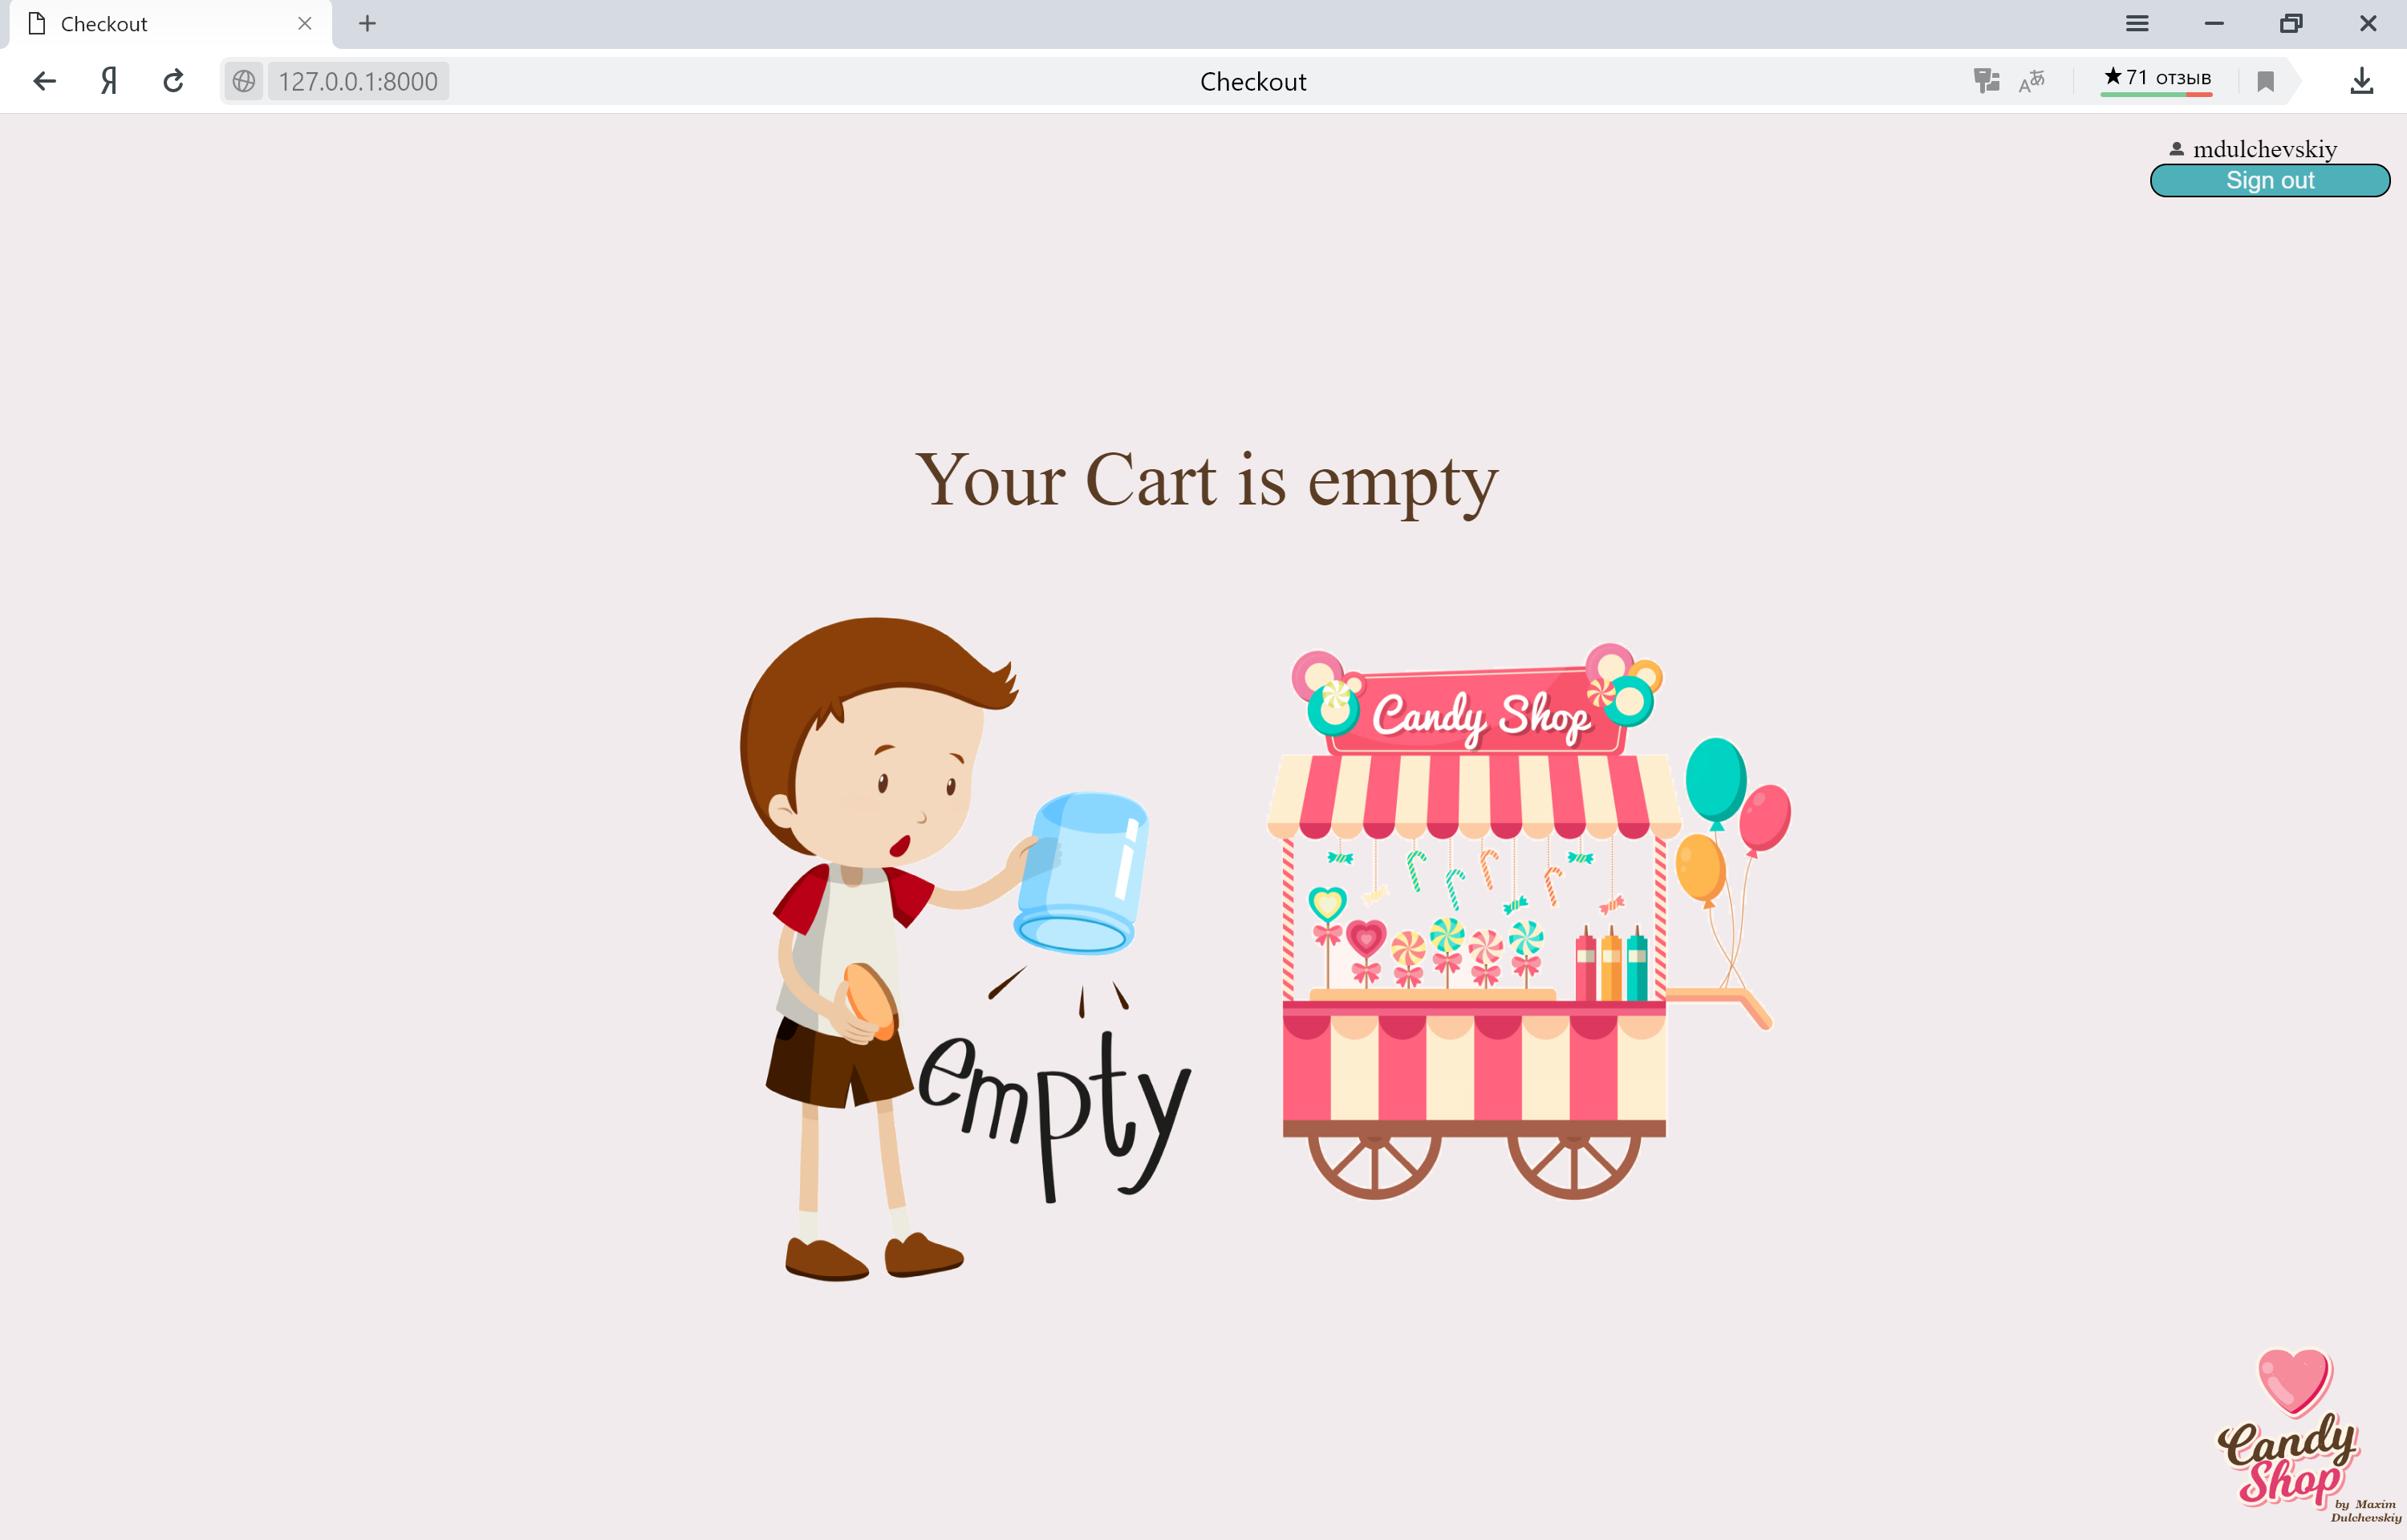 Checkout
127.0.0.1:8000
Checkout
71 отзыв
mdulchevskiy
Sign out
Your Cart is empty
Candy Shop
empty
Candy
Shop
by Maxim
Dulchevskiy